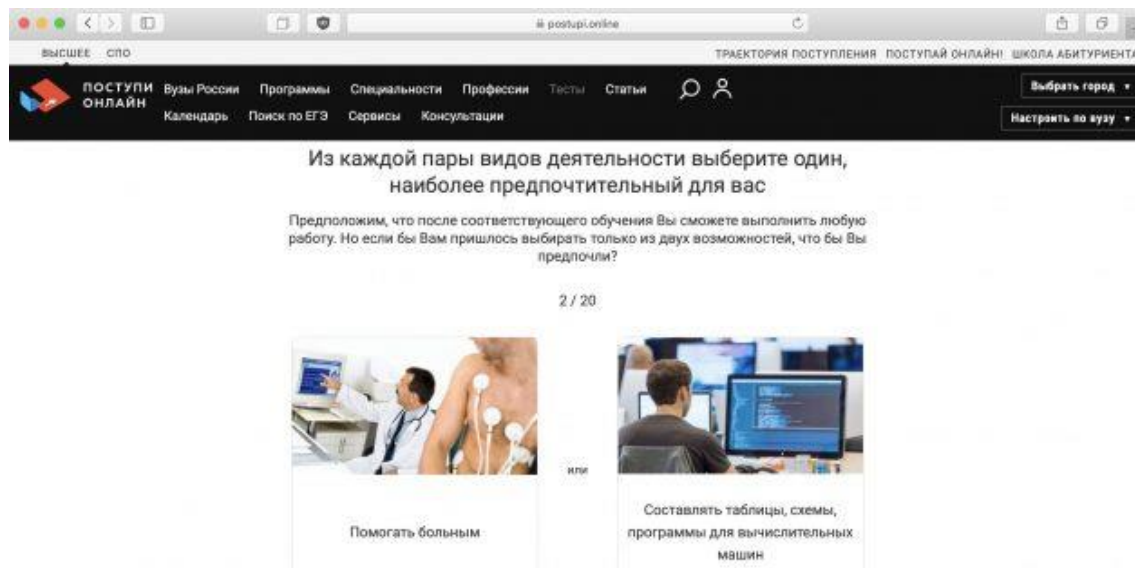 postupi.online
ВЫСШЕЕ СПО
ТРАЕКТОРИЯ ПОСТУПЛЕНИЯ ПОСТУПАЙ ОНЛАЙН! ШКОЛА АБИТУРИЕНТА
ПОСТУПИ ОНЛАЙН
Вузы России Программы Специальности Профессии Тесты Статьи
Календарь Поиск по ЕГЭ Сервисы Консультации
Выбрать город
Настроить по вузу
Из каждой пары видов деятельности выберите один,
наиболее предпочтительный для вас
Предположим, что после соответствующего обучения Вы сможете выполнить любую
работу. Но если бы Вам пришлось выбирать только из двух возможностей, что бы Вы
предпочли?
2 / 20
или
Помогать больным
Составлять таблицы, схемы,
программы для вычислительных
машин